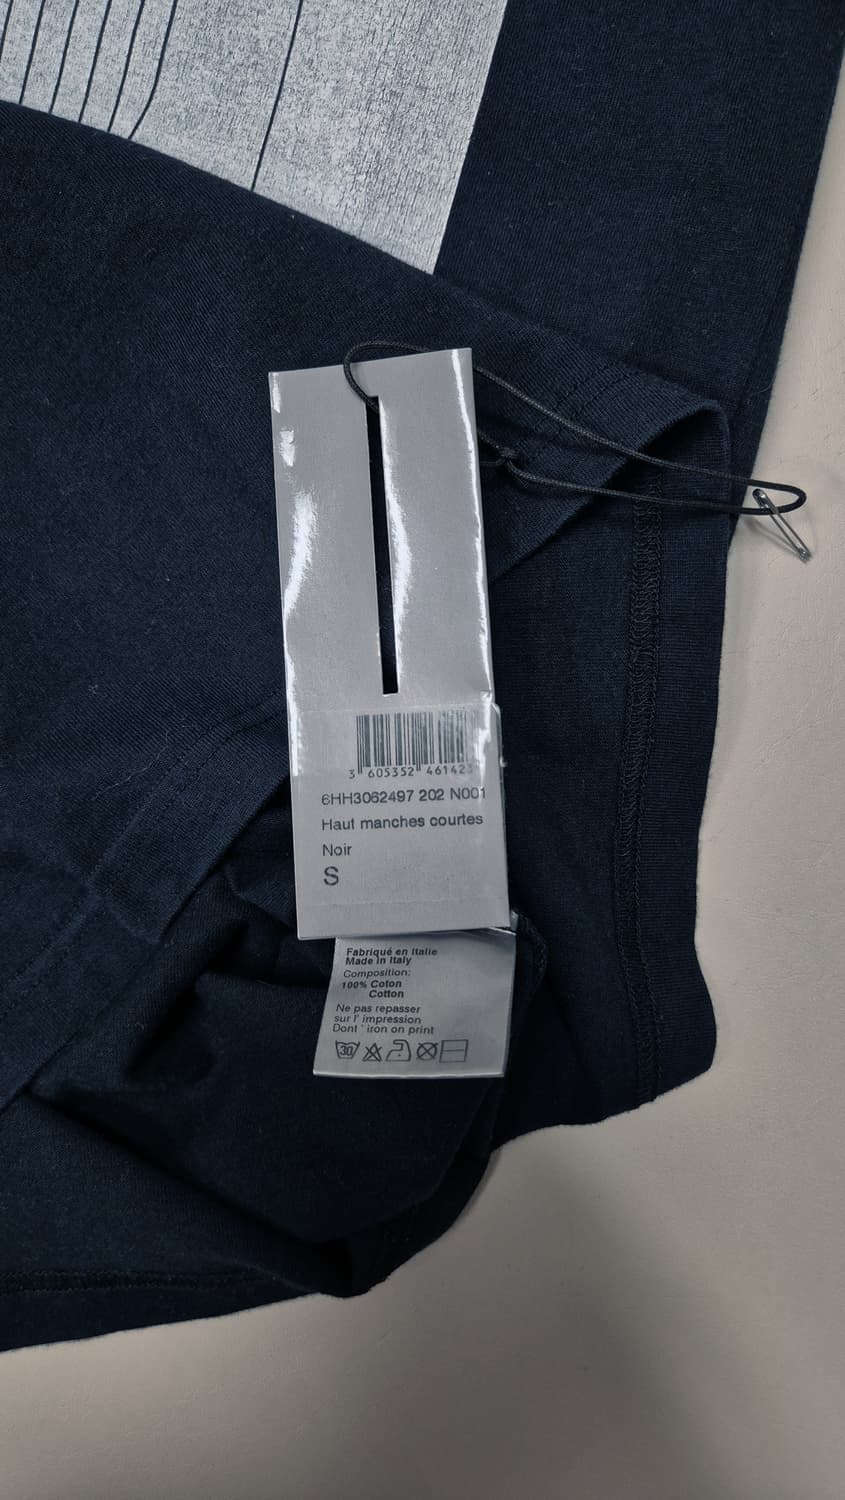 3 605352 461423
6HH3062497 202 N001
Haut manches courtes
Noir
S
Fabriqué en Italie
Made in Italy
Composition:
100% Coton
Cotton
Ne pas repasser
sur l' impression
Dont ' iron on print
30